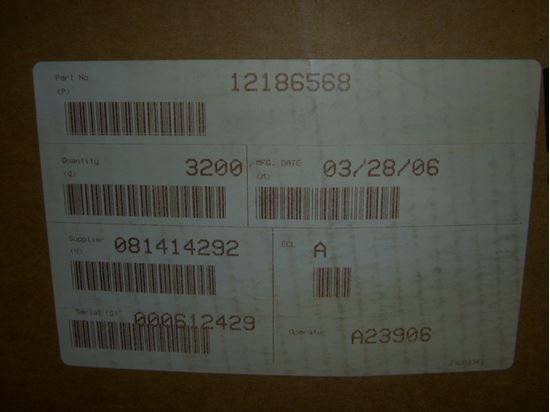 Part No 12186568
(P)
Quantity 3200
(Q)
MFG. DATE 03/28/06
(M)
Supplier 081414292
(V)
ECL A
Serial (S) 000612429
Operator A23906